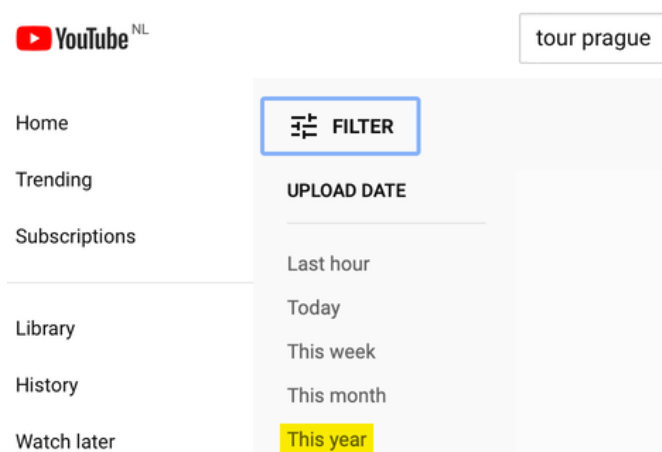 YouTube NL
tour prague
Home
Trending
Subscriptions
Library
History
Watch later
FILTER
UPLOAD DATE
Last hour
Today
This week
This month
This year